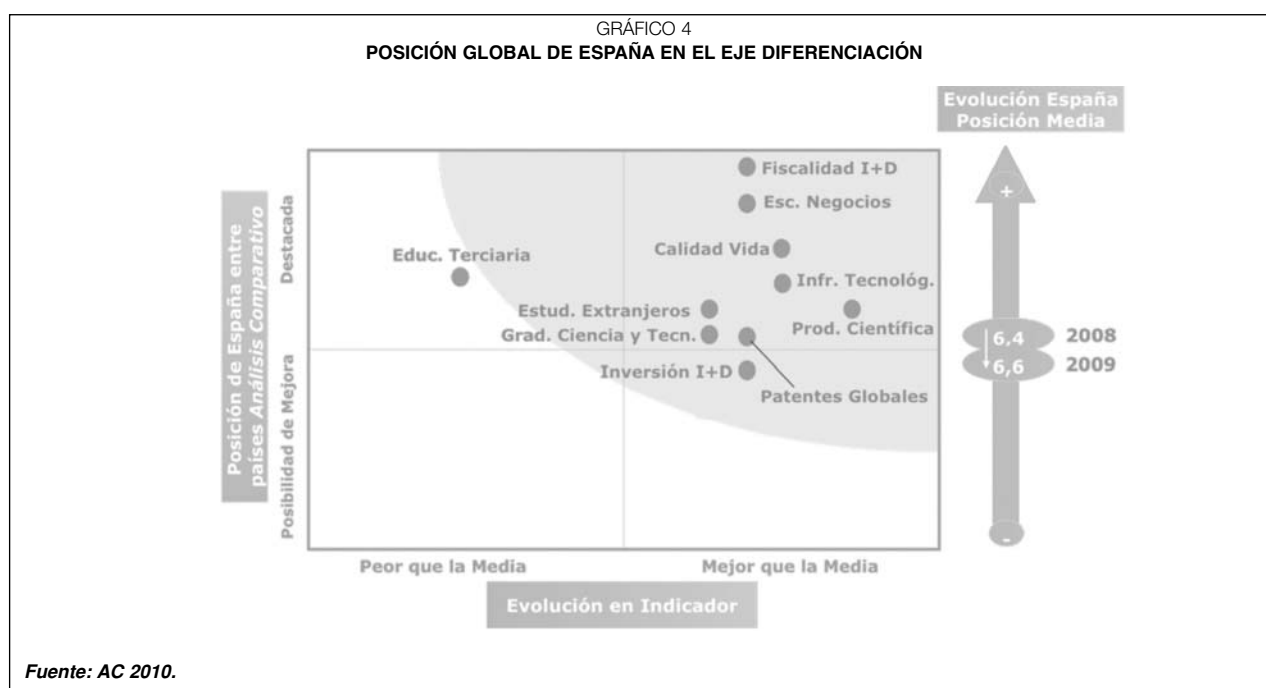 GRÁFICO 4
POSICIÓN GLOBAL DE ESPAÑA EN EL EJE DIFERENCIACIÓN
Evolución España
Posición Media
+
Fiscalidad I+D
Esc. Negocios
Calidad Vida
Educ. Terciaria
Infr. Tecnológ.
Estud. Extranjeros
Prod. Científica
Grad. Ciencia y Tecn.
6,4 2008
6,6 2009
Inversión I+D
Patentes Globales
-
Posición de España entre
países Análisis Comparativo
Destacada
Posibilidad de Mejora
Peor que la Media
Mejor que la Media
Evolución en Indicador
Fuente: AC 2010.